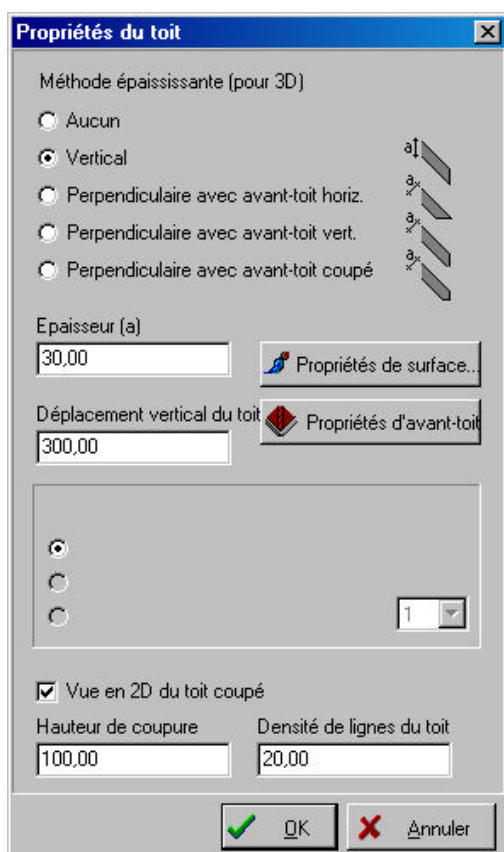 Propriétés du toit
Méthode épaississante (pour 3D)
Aucun
Vertical
Perpendiculaire avec avant-toit horiz.
Perpendiculaire avec avant-toit vert.
Perpendiculaire avec avant-toit coupé
a
a
a
a
Epaisseur (a)
30,00
Propriétés de surface...
Déplacement vertical du toit
Propriétés d'avant-toit
300,00
1
Vue en 2D du toit coupé
Hauteur de coupure
Densité de lignes du toit
100,00
20,00
OK
Annuler